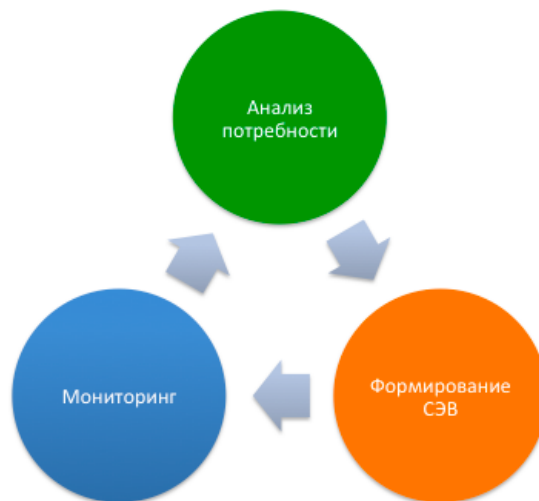 Анализ
потребности
Мониторинг
Формирование
СЭВ